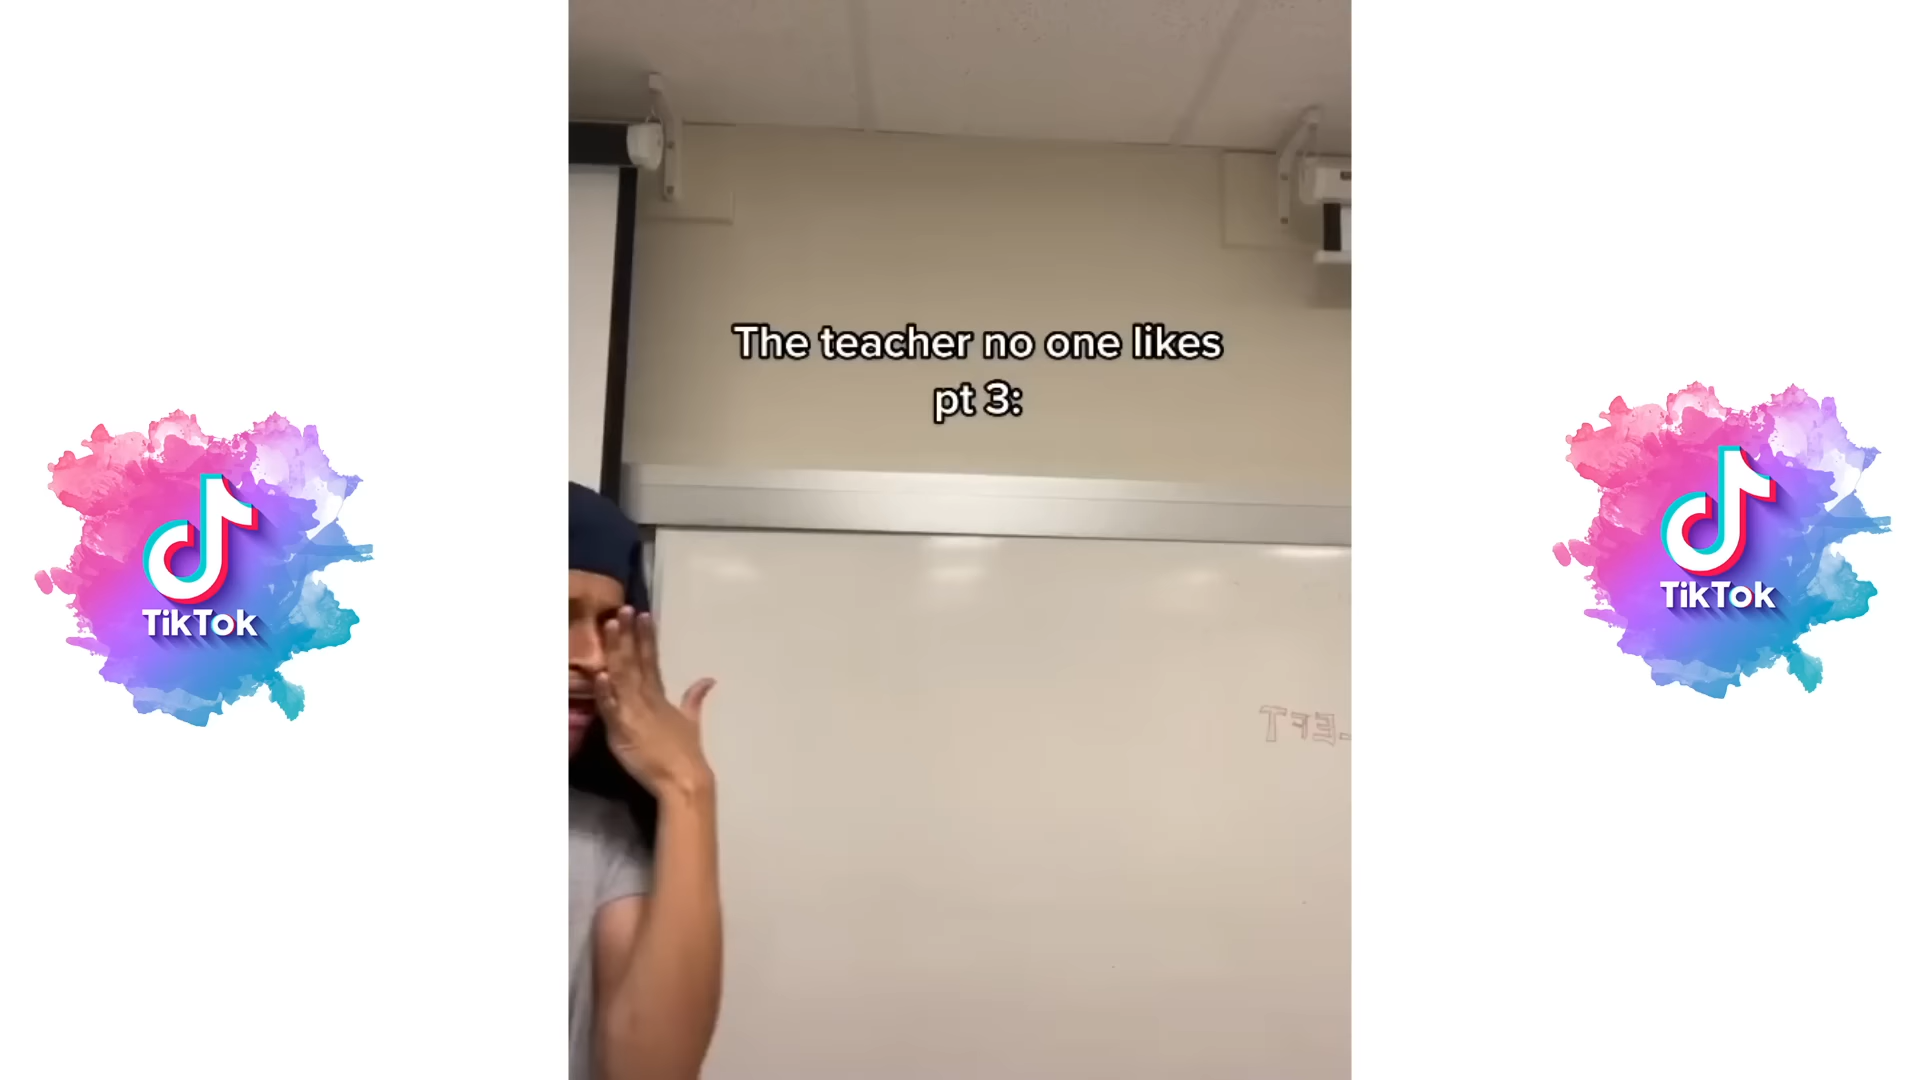 The teacher no one likes
pt 3:
TikTok
TikTok